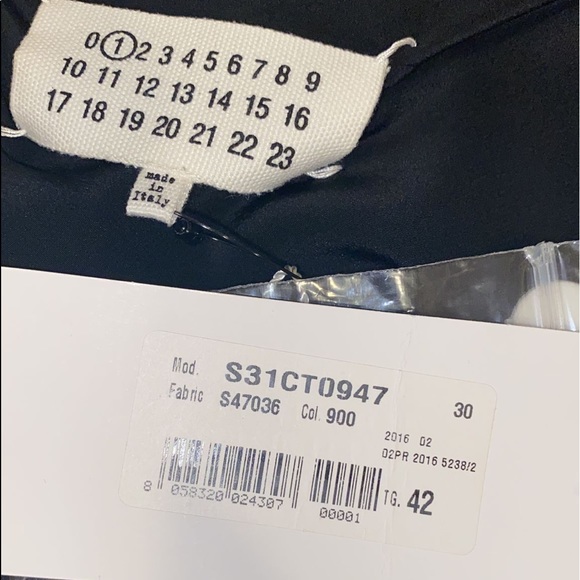 0 1 2 3 4 5 6 7 8 9
10 11 12 13 14 15 16
17 18 19 20 21 22 23
made
in
Italy
Mod. S31CT0947 30
Fabric S47036 Col. 900
2016 02
02PR 2016 5238/2
8 058320 024307 00001 TG. 42